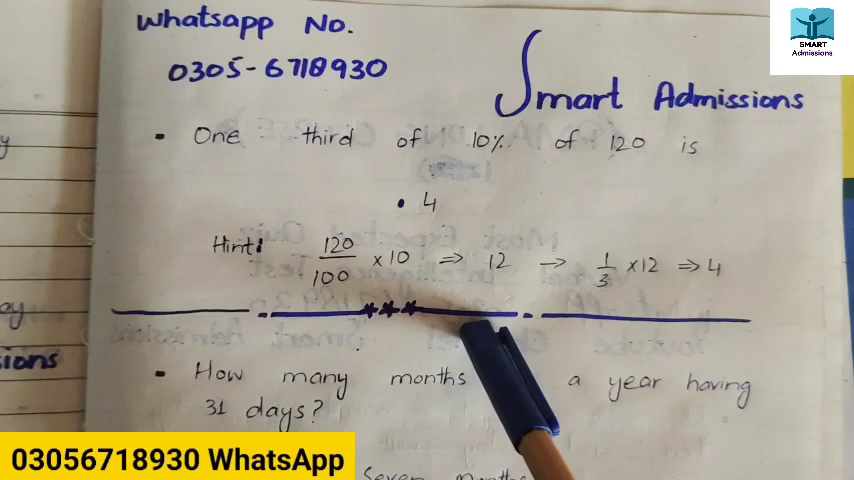 Whatsapp No.
0305-6718930
SMART
Admissions
Smart Admissions
• One third of 10% of 120 is
• 4
Hint: 120/100 × 10 ⇒ 12 → 1/3 × 12 ⇒ 4
• How many months a year having
31 days?
Seven months
03056718930 WhatsApp